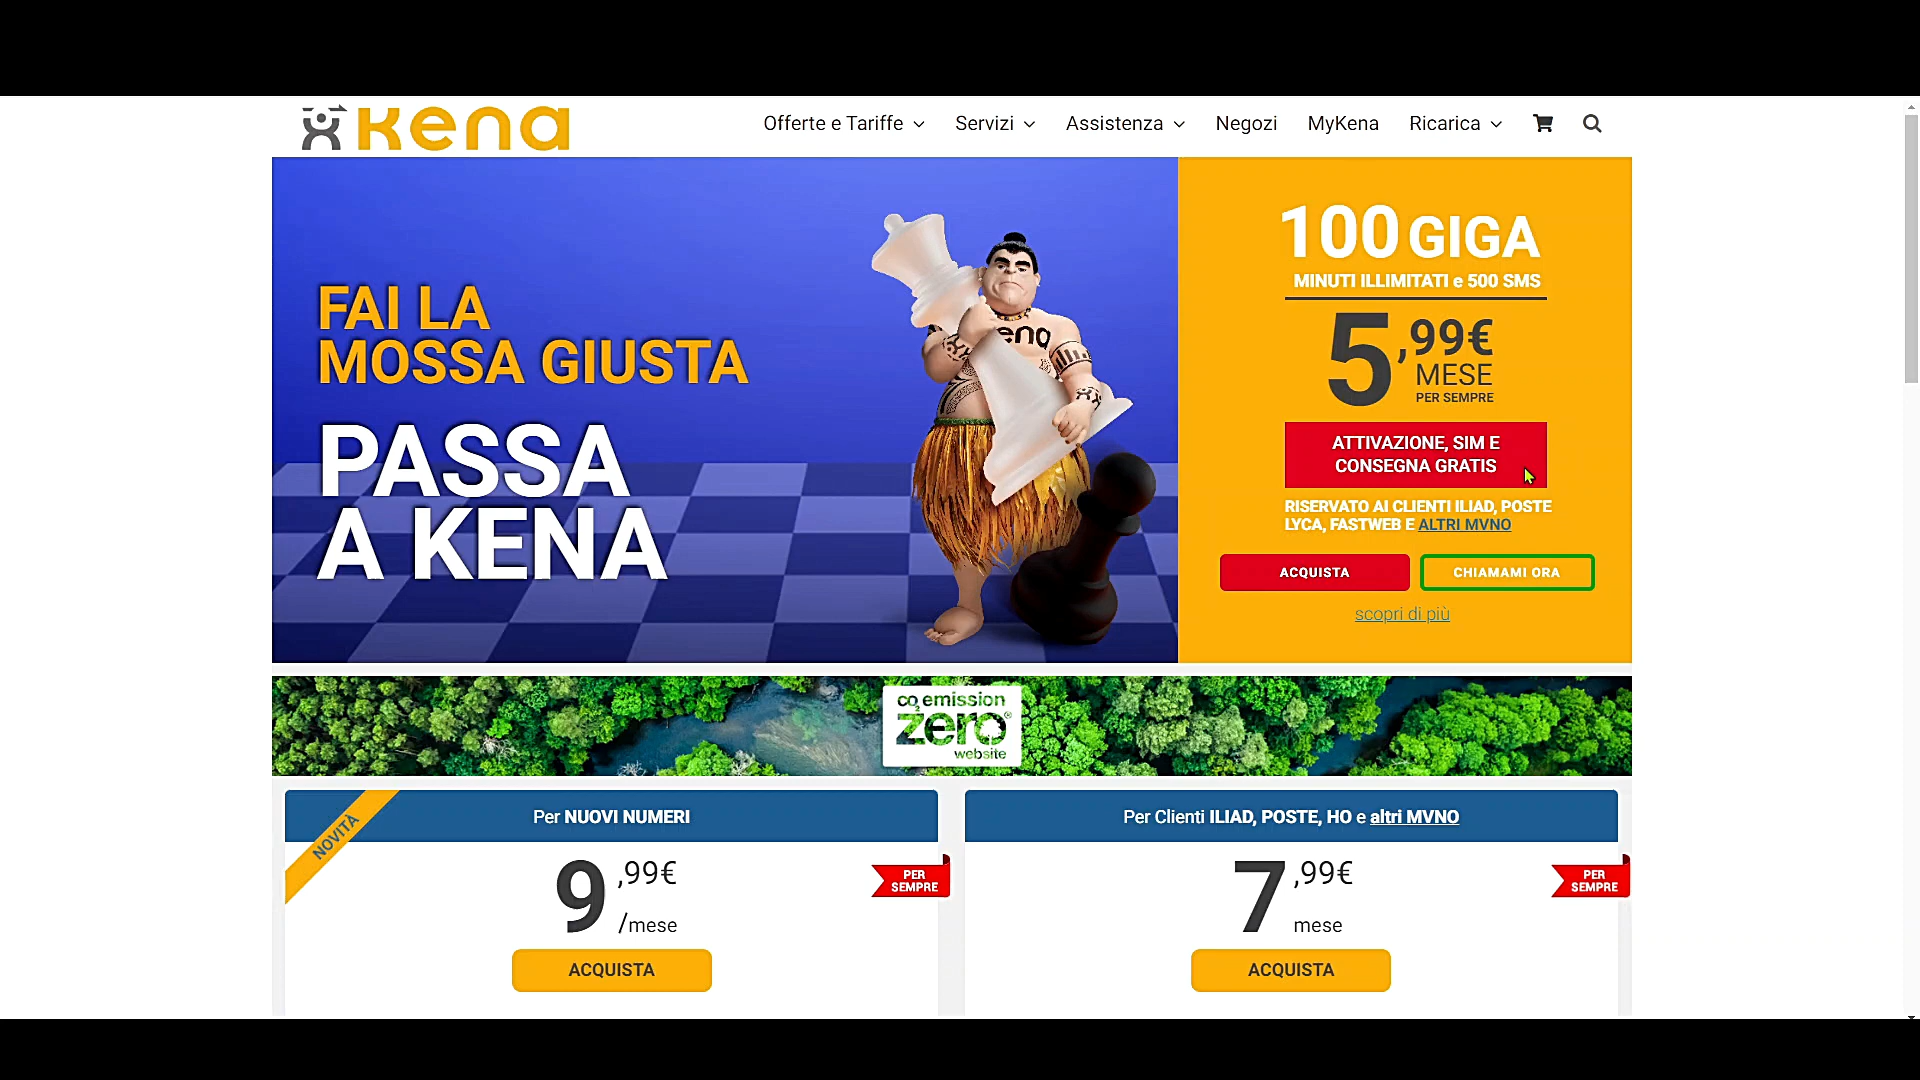 kena
Offerte e Tariffe
Servizi
Assistenza
Negozi
MyKena
Ricarica
FAI LA
MOSSA GIUSTA
PASSA
A KENA
ena
100 GIGA
MINUTI ILLIMITATI e 500 SMS
5,99€
MESE
PER SEMPRE
ATTIVAZIONE, SIM E
CONSEGNA GRATIS
RISERVATO AI CLIENTI ILIAD, POSTE
LYCA, FASTWEB E ALTRI MVNO
ACQUISTA
CHIAMAMI ORA
scopri di più
co2 emission
zero®
website
NOVITÀ
Per NUOVI NUMERI
9,99€
/mese
PER
SEMPRE
ACQUISTA
Per Clienti ILIAD, POSTE, HO e altri MVNO
7,99€
mese
PER
SEMPRE
ACQUISTA